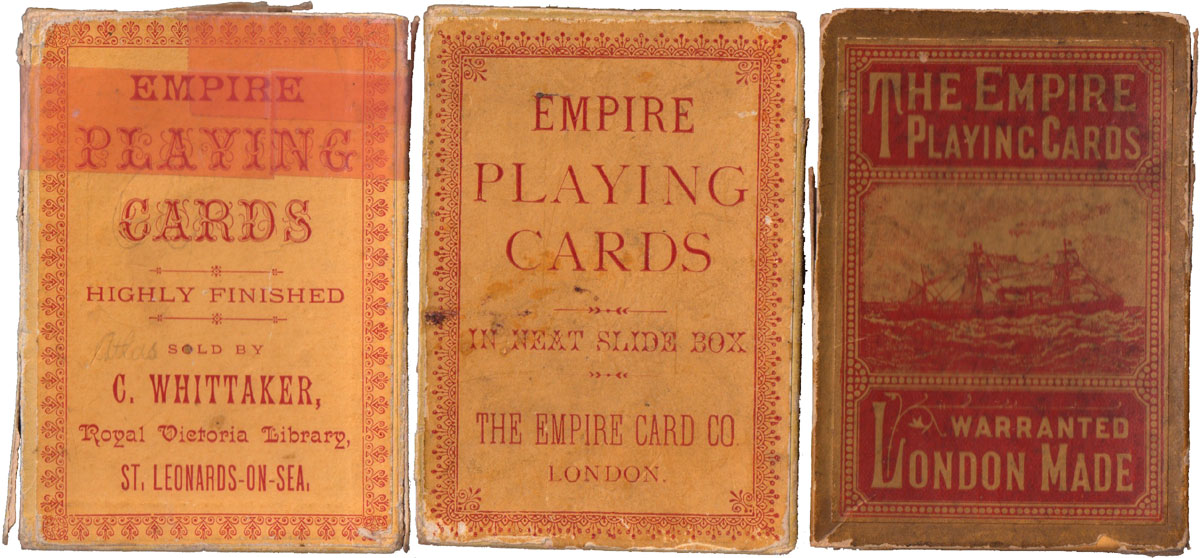 EMPIRE
PLAYING
CARDS
HIGHLY FINISHED
SOLD BY
C. WHITTAKER,
Royal Victoria Library,
ST. LEONARDS-ON-SEA.
Atlas
EMPIRE
PLAYING
CARDS
IN NEAT SLIDE BOX
THE EMPIRE CARD CO.
LONDON.
THE EMPIRE
PLAYING CARDS
WARRANTED
LONDON MADE